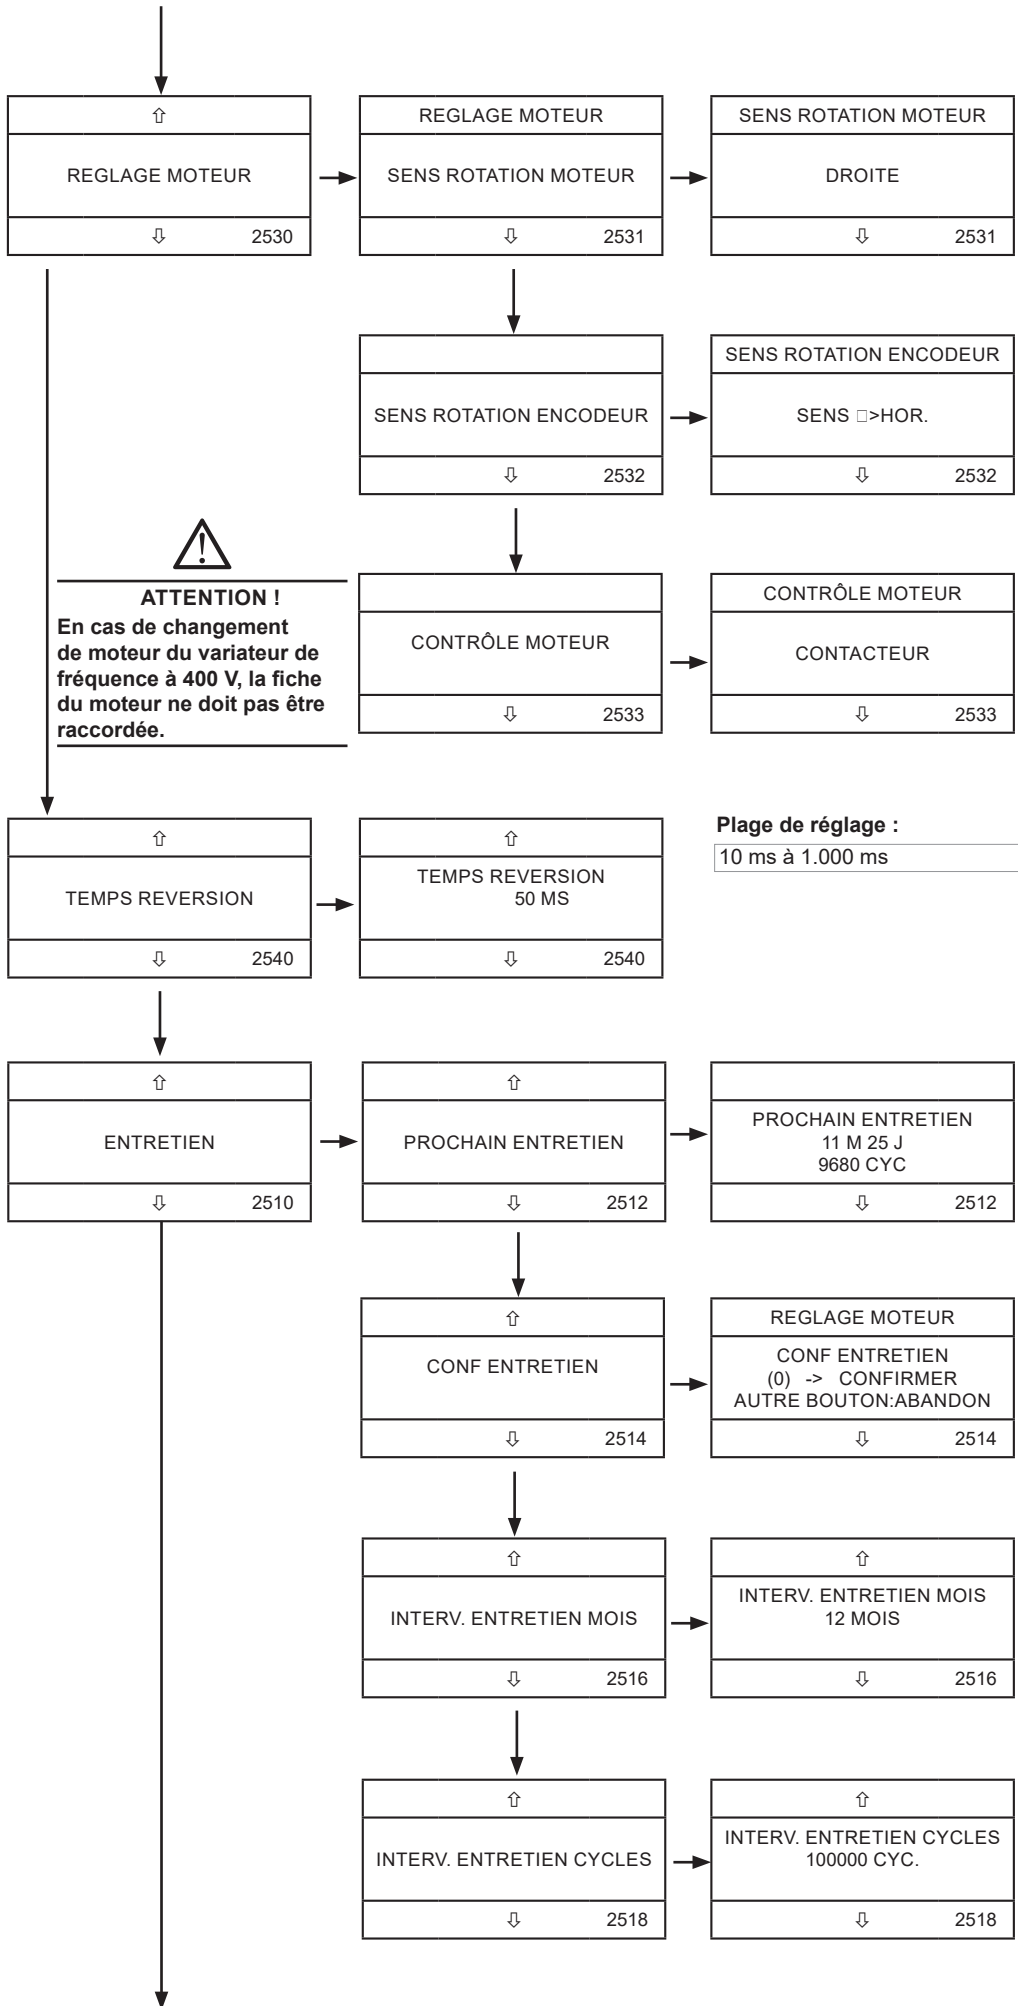 ⇧
REGLAGE MOTEUR
⇩ 2530
REGLAGE MOTEUR
SENS ROTATION MOTEUR
⇩ 2531
SENS ROTATION MOTEUR
DROITE
⇩ 2531
SENS ROTATION ENCODEUR
⇩ 2532
SENS ROTATION ENCODEUR
SENS □>HOR.
⇩ 2532
ATTENTION !
En cas de changement
de moteur du variateur de
fréquence à 400 V, la fiche
du moteur ne doit pas être
raccordée.
CONTRÔLE MOTEUR
⇩ 2533
CONTRÔLE MOTEUR
CONTACTEUR
⇩ 2533
⇧
TEMPS REVERSION
⇩ 2540
⇧
TEMPS REVERSION
50 MS
⇩ 2540
Plage de réglage :
10 ms à 1.000 ms
⇧
ENTRETIEN
⇩ 2510
⇧
PROCHAIN ENTRETIEN
⇩ 2512
PROCHAIN ENTRETIEN
11 M 25 J
9680 CYC
⇩ 2512
⇧
CONF ENTRETIEN
⇩ 2514
REGLAGE MOTEUR
CONF ENTRETIEN
(0) -> CONFIRMER
AUTRE BOUTON:ABANDON
⇩ 2514
⇧
INTERV. ENTRETIEN MOIS
⇩ 2516
⇧
INTERV. ENTRETIEN MOIS
12 MOIS
⇩ 2516
⇧
INTERV. ENTRETIEN CYCLES
⇩ 2518
⇧
INTERV. ENTRETIEN CYCLES
100000 CYC.
⇩ 2518